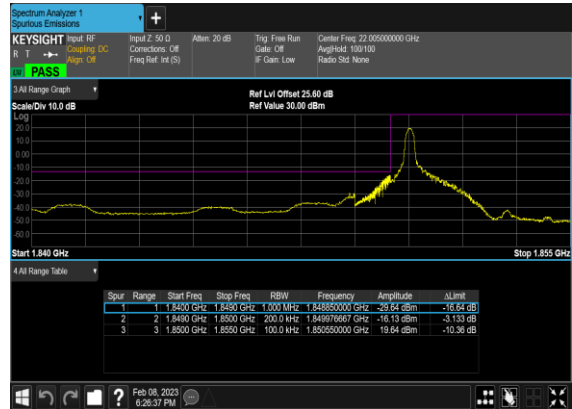 Spectrum Analyzer 1
Spurious Emissions
+
KEYSIGHT Input: RF Input Z: 50 Ω Atten: 20 dB Trig: Free Run Center Freq: 22.005000000 GHz
R T Coupling: DC Corrections: Off Gate: Off Avg|Hold: 100/100
Align: Off Freq Ref: Int (S) IF Gain: Low Radio Std: None
PASS
3 All Range Graph Ref Lvl Offset 25.60 dB
Scale/Div 10.0 dB Ref Value 30.00 dBm
Log
20.0
10.0
0.00
-10.0
-20.0
-30.0
-40.0
-50.0
-60.0
Start 1.840 GHz Stop 1.855 GHz
4 All Range Table
Spur Range Start Freq Stop Freq RBW Frequency Amplitude ΔLimit
1 1 1.8400 GHz 1.8490 GHz 1.000 MHz 1.848850000 GHz -29.64 dBm -16.64 dB
2 2 1.8490 GHz 1.8500 GHz 200.0 kHz 1.849976667 GHz -16.13 dBm -3.133 dB
3 3 1.8500 GHz 1.8550 GHz 100.0 kHz 1.850550000 GHz 19.64 dBm -10.36 dB
? Feb 08, 2023
6:26:37 PM